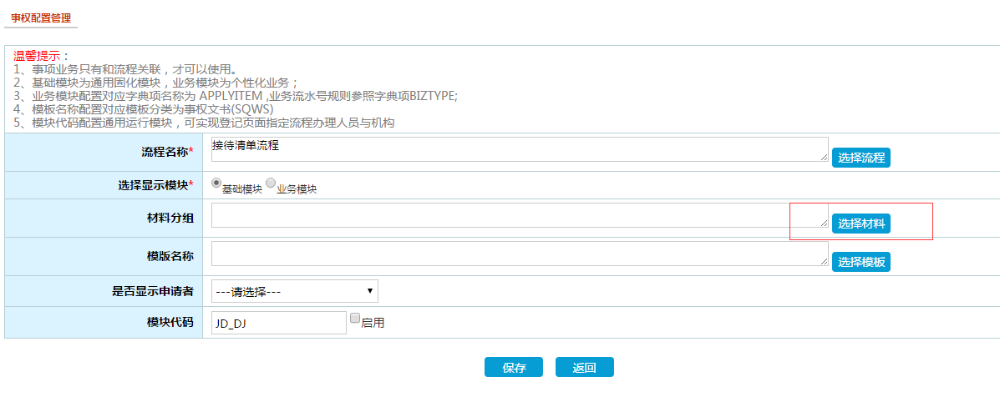 事权配置管理
温馨提示：
1、事项业务只有和流程关联，才可以使用。
2、基础模块为通用固化模块，业务模块为个性化业务；
3、业务模块配置对应字典项名称为 APPLYITEM ,业务流水号规则参照字典项BIZTYPE;
4、模板名称配置对应模板分类为事权文书(SQWS)
5、模块代码配置通用运行模块，可实现登记页面指定流程办理人员与机构
流程名称* 接待清单流程 选择流程
选择显示模块* 基础模块 业务模块
材料分组 选择材料
模版名称 选择模板
是否显示申请者 ---请选择---
模块代码 JD_DJ 启用
保存 返回